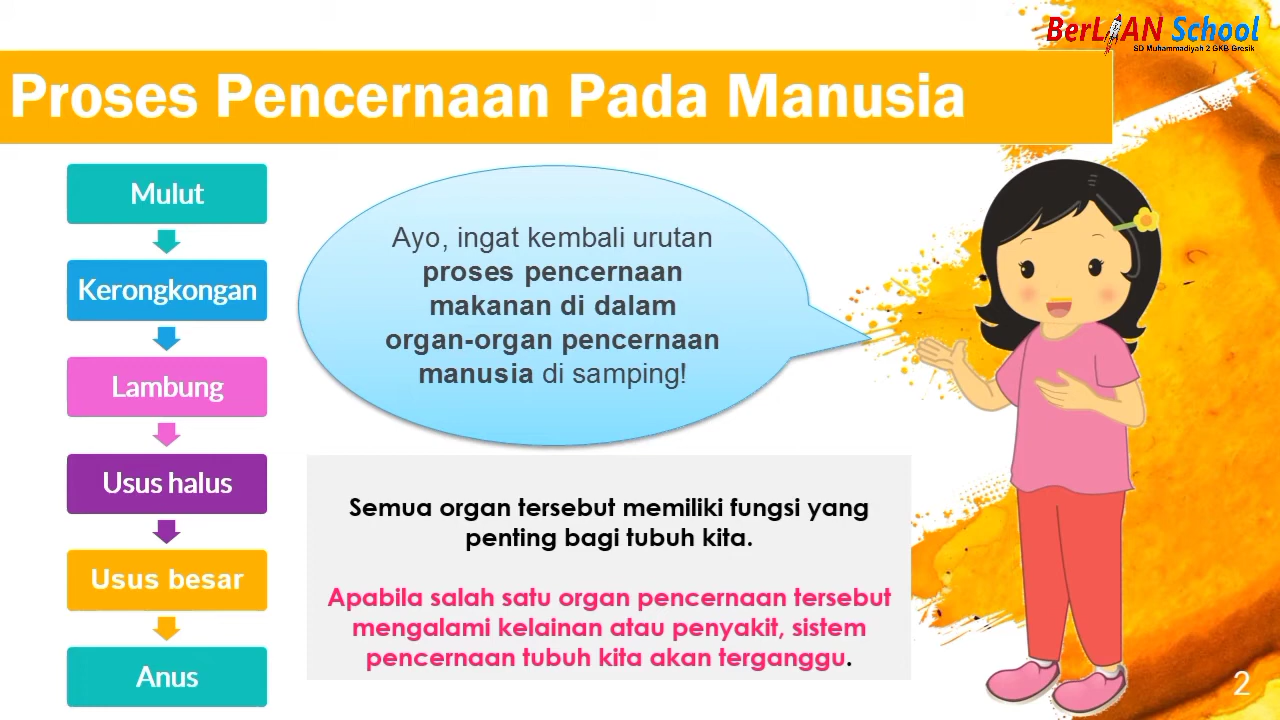 BerLIAN School
SD Muhammadiyah 2 GKB Gresik
Proses Pencernaan Pada Manusia
Mulut
Kerongkongan
Lambung
Usus halus
Usus besar
Anus
Ayo, ingat kembali urutan
proses pencernaan
makanan di dalam
organ-organ pencernaan
manusia di samping!
Semua organ tersebut memiliki fungsi yang
penting bagi tubuh kita.
Apabila salah satu organ pencernaan tersebut
mengalami kelainan atau penyakit, sistem
pencernaan tubuh kita akan terganggu.
2